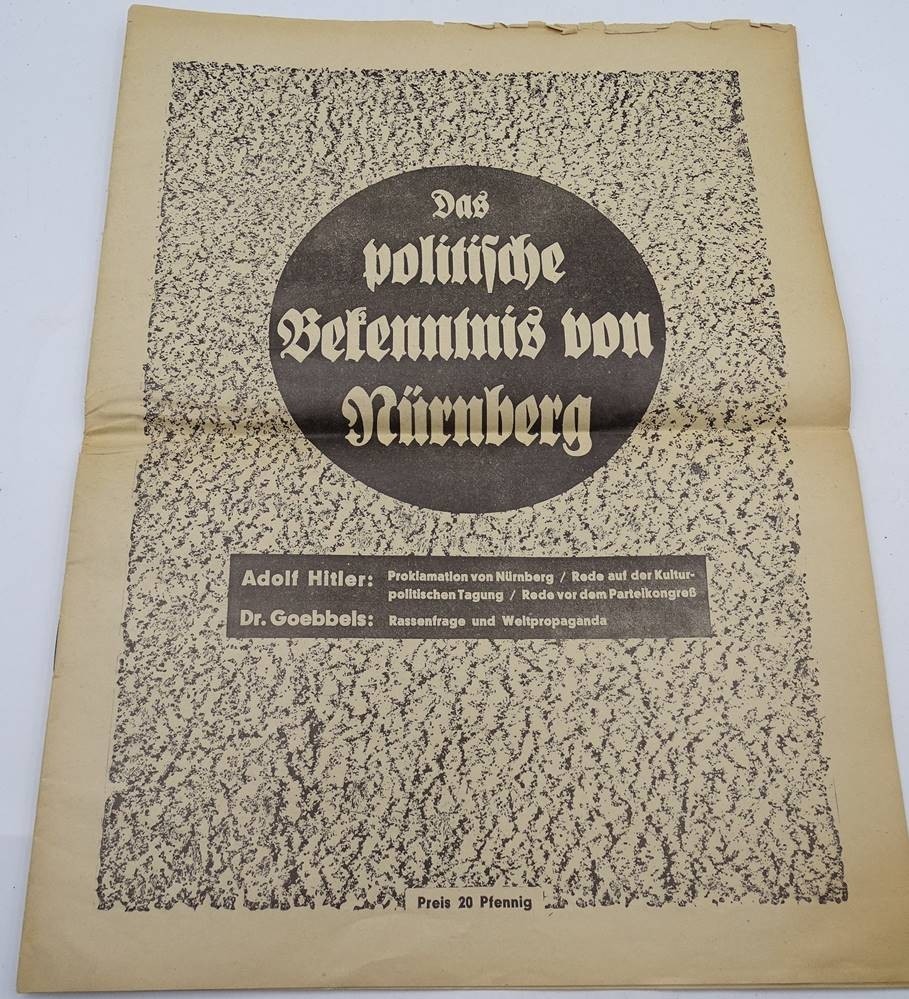 Das
politische
Bekenntnis von
Nürnberg
Adolf Hitler: Proklamation von Nürnberg / Rede auf der Kultur-
politischen Tagung / Rede vor dem Parteikongreß
Dr. Goebbels: Rassenfrage und Weltpropaganda
Preis 20 Pfennig